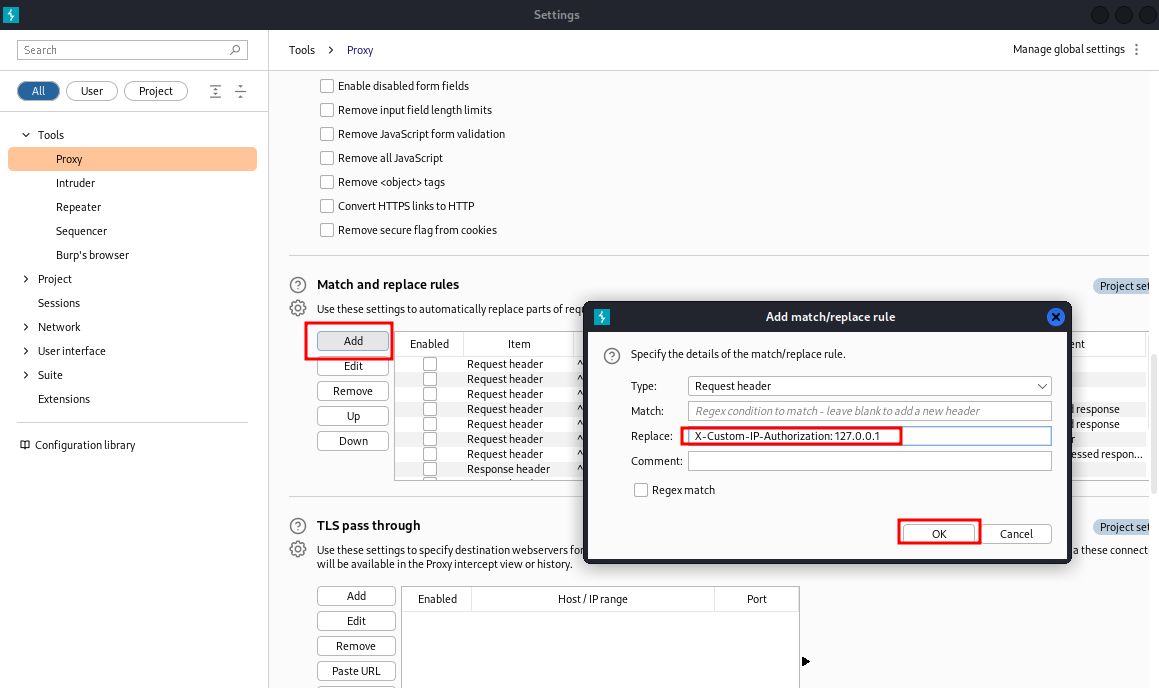 Settings
Search
All User Project
Tools
Proxy
Intruder
Repeater
Sequencer
Burp's browser
Project
Sessions
Network
User interface
Suite
Extensions
Configuration library
Tools > Proxy
Manage global settings
Enable disabled form fields
Remove input field length limits
Remove JavaScript form validation
Remove all JavaScript
Remove <object> tags
Convert HTTPS links to HTTP
Remove secure flag from cookies
Match and replace rules
Project set
Use these settings to automatically replace parts of
Add
Edit
Remove
Up
Down
Enabled Item
Request header ^
Request header ^
Request header ^
Request header ^
Request header ^
Request header ^
Request header ^
Response header ^
response
response
respon...
Add match/replace rule
Specify the details of the match/replace rule.
Type: Request header
Match: Regex condition to match - leave blank to add a new header
Replace: X-Custom-IP-Authorization: 127.0.0.1
Comment:
Regex match
OK Cancel
TLS pass through
Project set
Use these settings to specify destination webservers for
a these connecti
will be available in the Proxy intercept view or history.
Add
Edit
Remove
Paste URL
Enabled Host / IP range Port